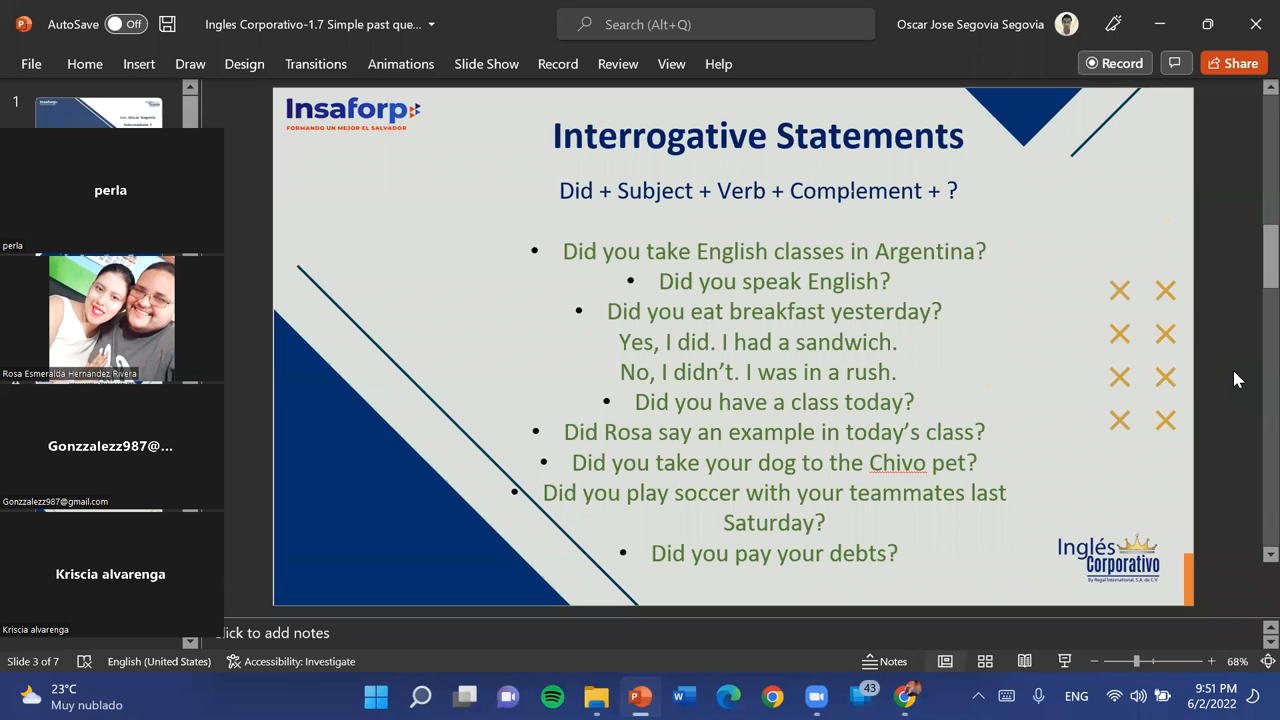 AutoSave
Off
Ingles Corporativo-1.7 Simple past que...
Search (Alt+Q)
Oscar Jose Segovia Segovia
File
Home
Insert
Draw
Design
Transitions
Animations
Slide Show
Record
Review
View
Help
Record
Share
1
Lic. Oscar Segovia
Intermediate 1
perla
perla
Rosa Esmeralda Hernández Rivera
Gonzzalezz987@...
Gonzzalezz987@gmail.com
Kriscia alvarenga
Kriscia alvarenga
Insaforp
FORMANDO UN MEJOR EL SALVADOR
Interrogative Statements
Did + Subject + Verb + Complement + ?
• Did you take English classes in Argentina?
• Did you speak English?
• Did you eat breakfast yesterday?
Yes, I did. I had a sandwich.
No, I didn’t. I was in a rush.
• Did you have a class today?
• Did Rosa say an example in today’s class?
• Did you take your dog to the Chivo pet?
• Did you play soccer with your teammates last
Saturday?
• Did you pay your debts?
Inglés
Corporativo
By Regal International, S.A. de C.V
lick to add notes
Slide 3 of 7
English (United States)
Accessibility: Investigate
Notes
68%
23°C
Muy nublado
43
ENG
9:51 PM
6/2/2022